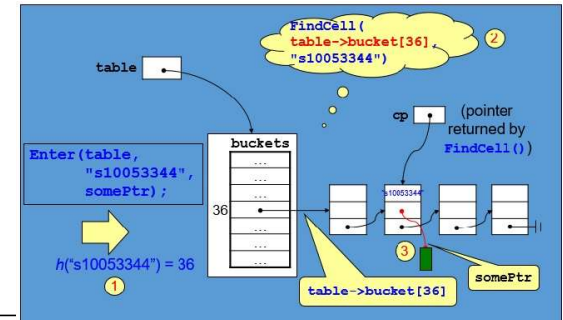 FindCell(
table->bucket[36],
"s10053344")
2
table
cp
(pointer
returned by
FindCell())
buckets
Enter(table,
"s10053344",
somePtr);
...
...
...
"s10053344"
36
...
...
...
3
h("s10053344") = 36
1
somePtr
table->bucket[36]